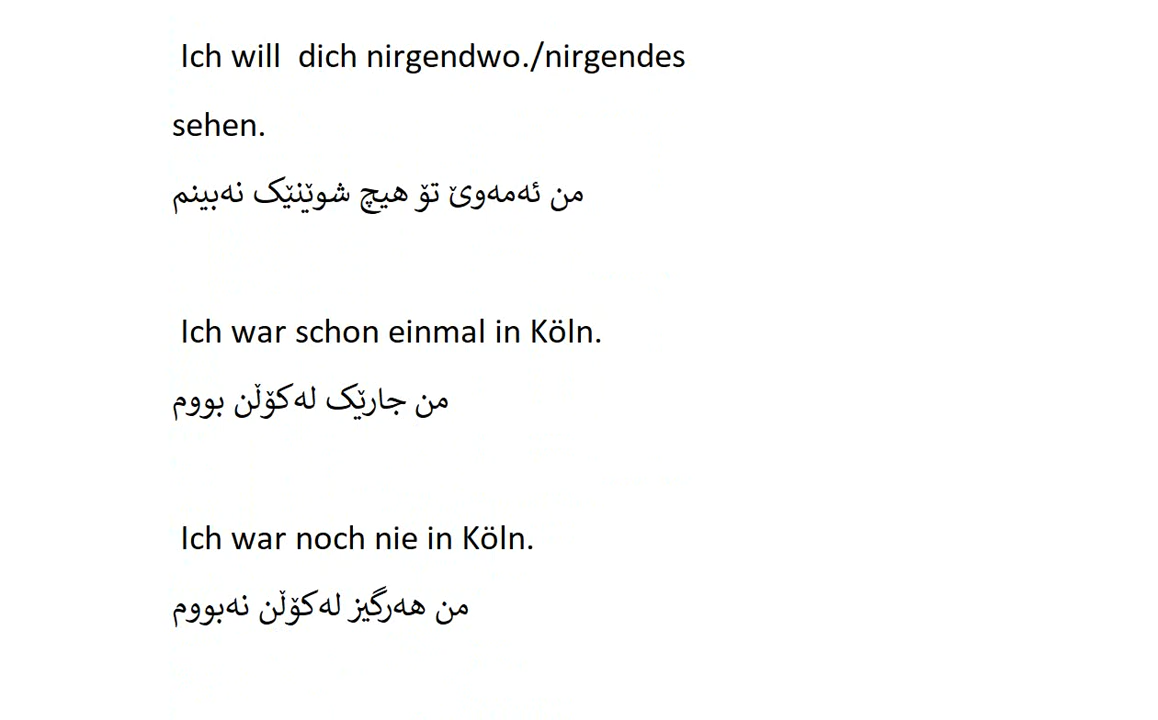 Ich will  dich nirgendwo./nirgendes
sehen.
من ئەمەوێ تۆ هیچ شوێنێک نەبینم
Ich war schon einmal in Köln.
من جارێک لەکۆڵن بووم
Ich war noch nie in Köln.
من هەرگیز لەکۆڵن نەبووم